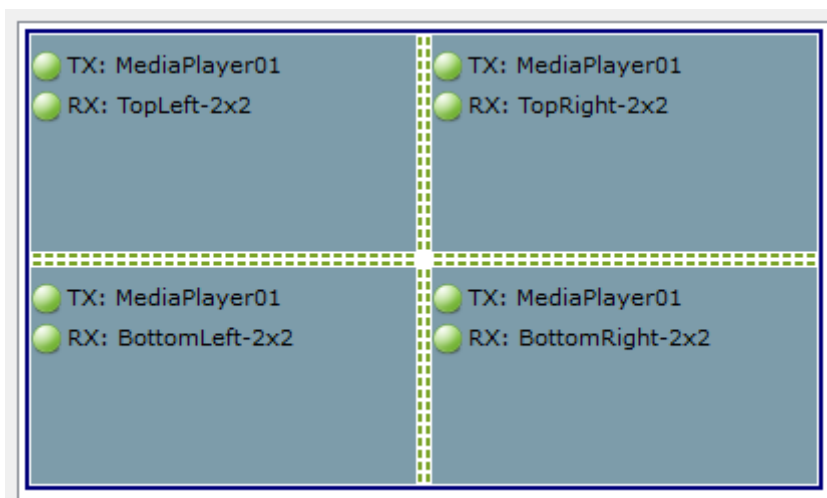 TX: MediaPlayer01
RX: TopLeft-2x2
TX: MediaPlayer01
RX: TopRight-2x2
TX: MediaPlayer01
RX: BottomLeft-2x2
TX: MediaPlayer01
RX: BottomRight-2x2